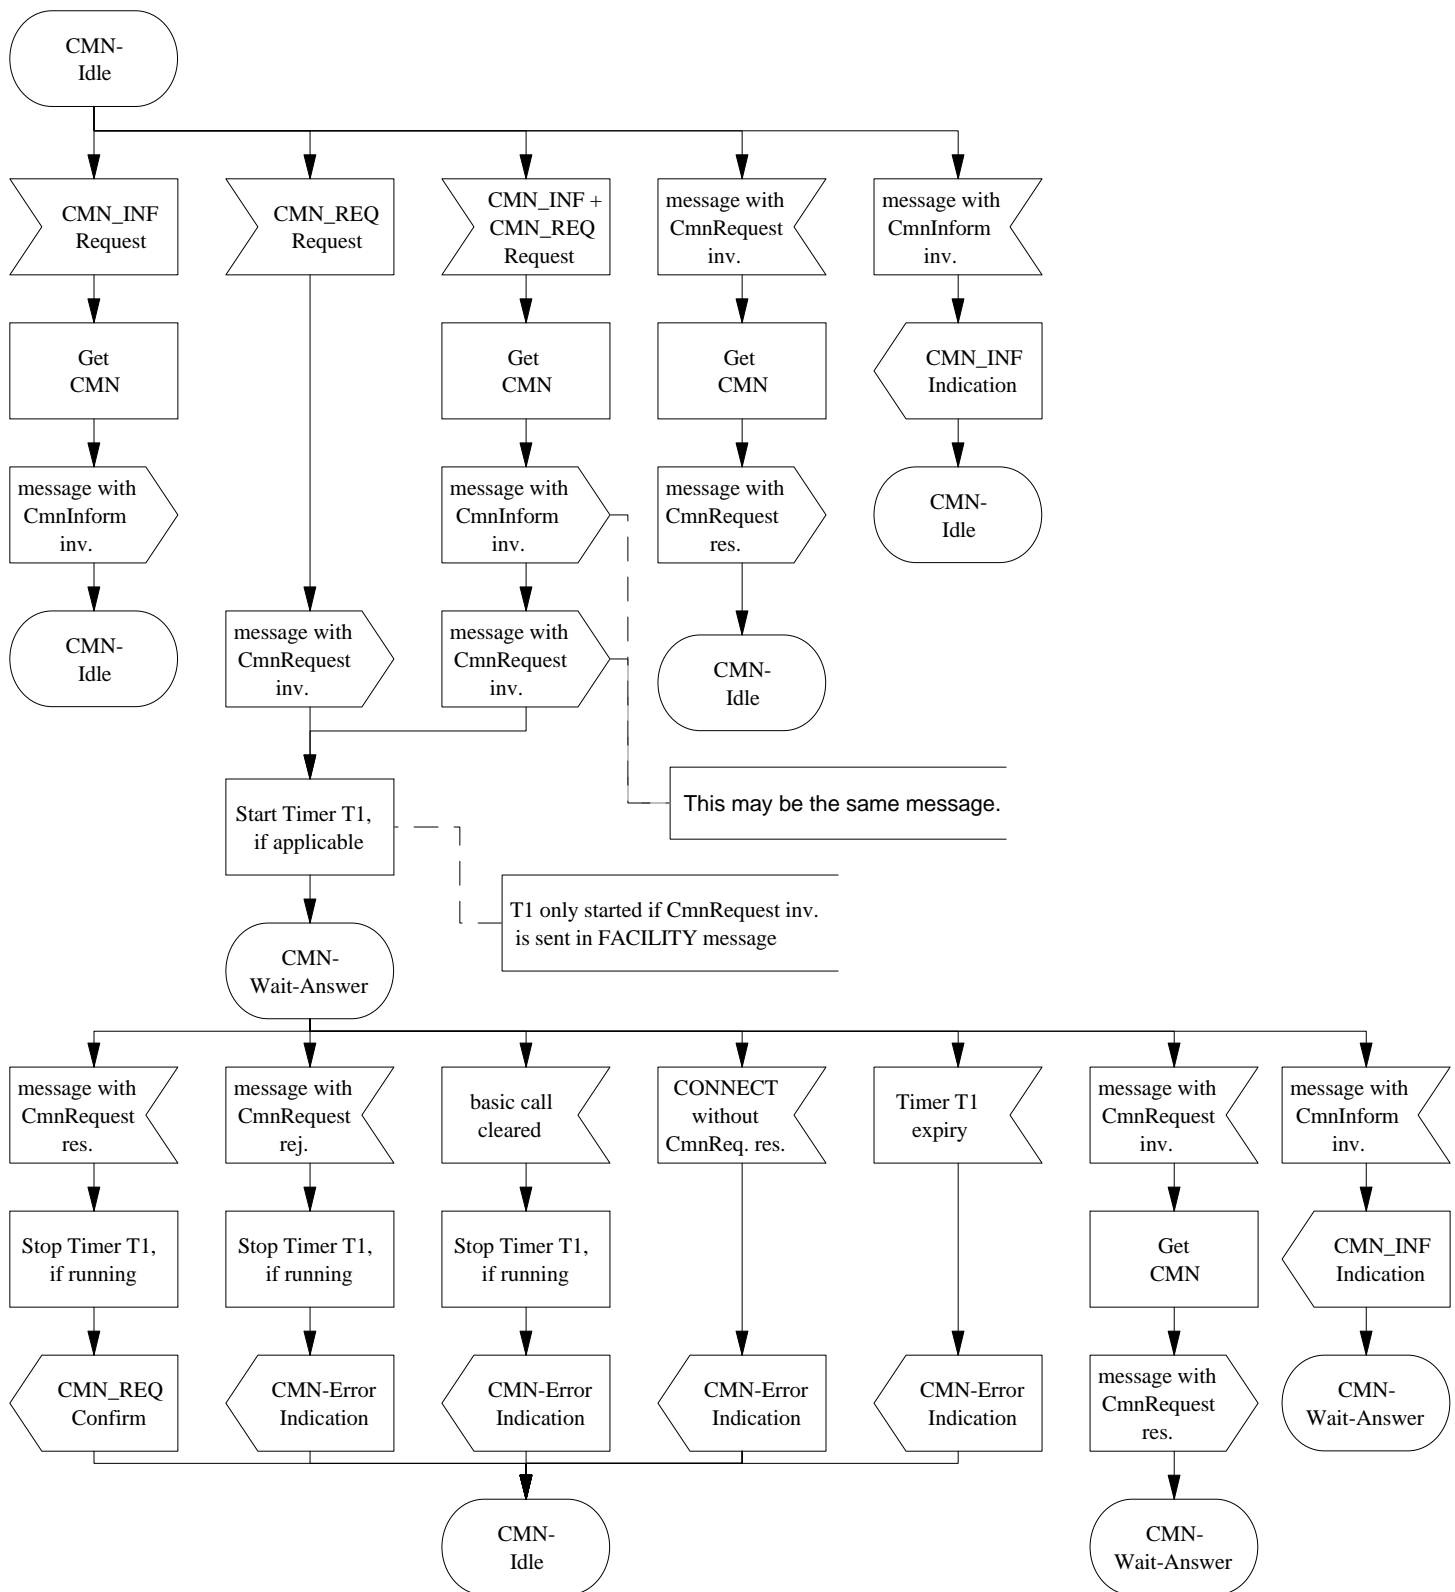 CMN-
Idle
CMN_INF
Request
CMN_REQ
Request
CMN_INF +
CMN_REQ
Request
message with
CmnRequest
inv.
message with
CmnInform
inv.
Get
CMN
Get
CMN
Get
CMN
CMN_INF
Indication
message with
CmnInform
inv.
message with
CmnInform
inv.
message with
CmnRequest
res.
CMN-
Idle
CMN-
Idle
message with
CmnRequest
inv.
message with
CmnRequest
inv.
CMN-
Idle
Start Timer T1,
if applicable
This may be the same message.
T1 only started if CmnRequest inv.
is sent in FACILITY message
CMN-
Wait-Answer
message with
CmnRequest
res.
message with
CmnRequest
rej.
basic call
cleared
CONNECT
without
CmnReq. res.
Timer T1
expiry
message with
CmnRequest
inv.
message with
CmnInform
inv.
Stop Timer T1,
if running
Stop Timer T1,
if running
Stop Timer T1,
if running
Get
CMN
CMN_INF
Indication
CMN_REQ
Confirm
CMN-Error
Indication
CMN-Error
Indication
CMN-Error
Indication
CMN-Error
Indication
message with
CmnRequest
res.
CMN-
Wait-Answer
CMN-
Idle
CMN-
Wait-Answer